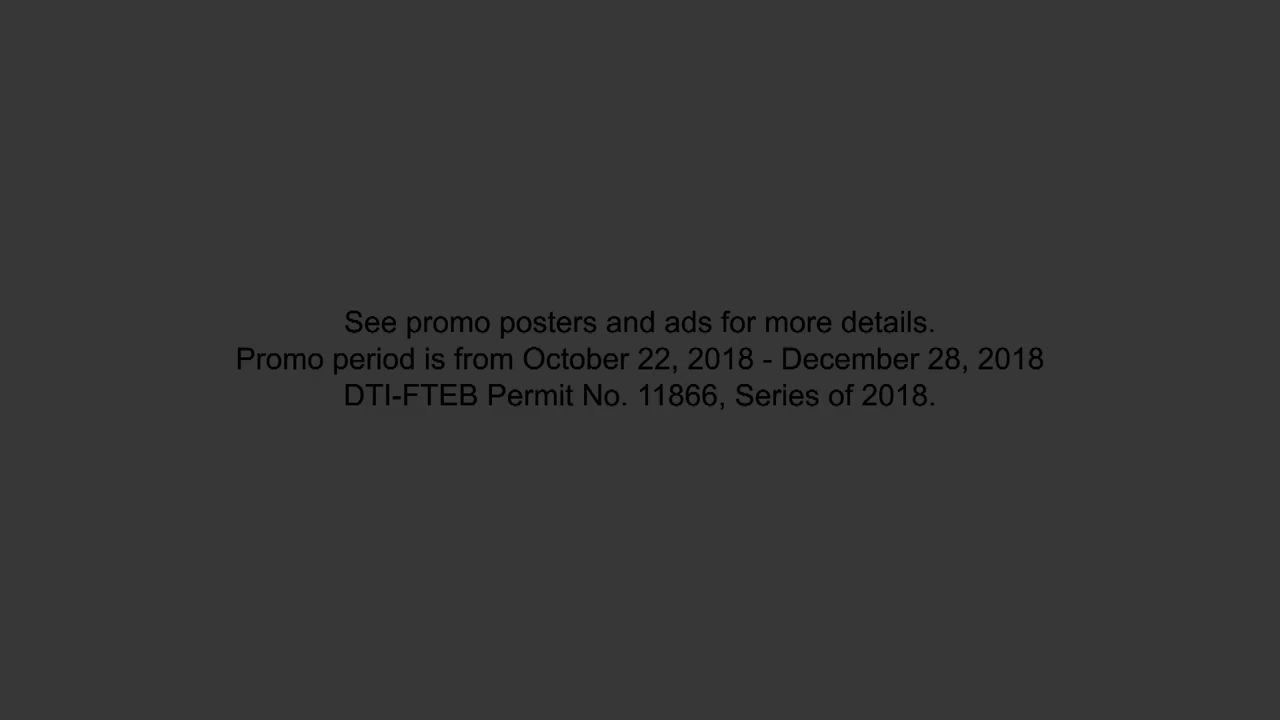 See promo posters and ads for more details.
Promo period is from October 22, 2018 - December 28, 2018
DTI-FTEB Permit No. 11866, Series of 2018.